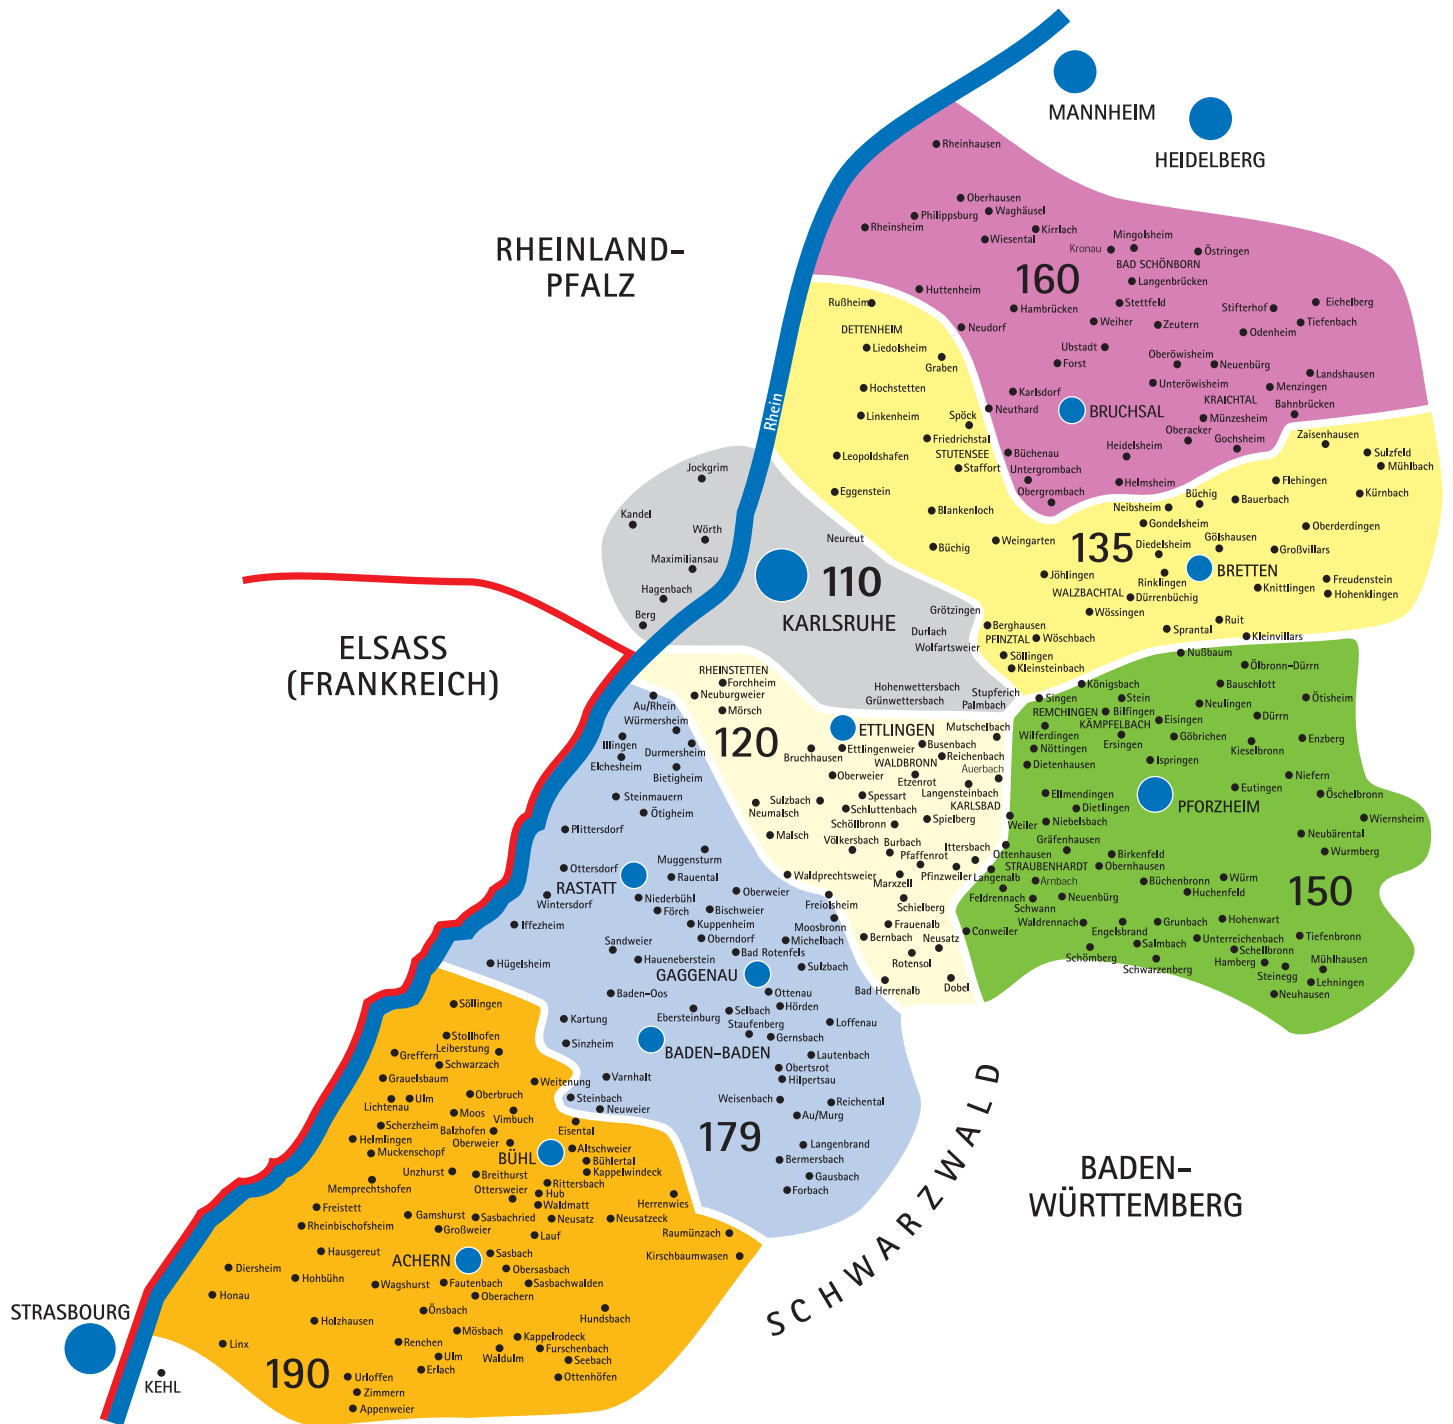 MANNHEIM
HEIDELBERG
RHEINLAND-
PFALZ
ELSASS
(FRANKREICH)
STRASBOURG
KEHL
BADEN-
WÜRTTEMBERG
SCHWARZWALD
Rhein
160
Rheinhausen
Oberhausen
Philippsburg
Waghäusel
Rheinsheim
Kirrlach
Wiesental
Mingolsheim
Kronau
Östringen
BAD SCHÖNBORN
Langenbrücken
Huttenheim
Hambrücken
Stettfeld
Stifterhof
Eichelberg
Neudorf
Weiher
Zeutern
Tiefenbach
Odenheim
Ubstadt
Forst
Oberöwisheim
Neuenbürg
Landshausen
Karlsdorf
Unteröwisheim
Menzingen
KRAICHTAL
Neuthard
BRUCHSAL
Bahnbrücken
Münzesheim
Oberacker
Gochsheim
Büchenau
Heidelsheim
Untergrombach
Helmsheim
Obergrombach
135
Rußheim
DETTENHEIM
Liedolsheim
Graben
Hochstetten
Linkenheim
Spöck
Friedrichstal
STUTENSEE
Leopoldshafen
Staffort
Eggenstein
Blankenloch
Büchig
Weingarten
Zaisenhausen
Sulzfeld
Mühlbach
Flehingen
Büchig
Bauerbach
Kürnbach
Neibsheim
Gondelsheim
Oberderdingen
Gölshausen
Diedelsheim
Großvillars
Jöhlingen
Rinklingen
BRETTEN
Knittlingen
Freudenstein
Hohenklingen
WALZBACHTAL
Dürrenbüchig
Wössingen
Ruit
Berghausen
PFINZTAL
Wöschbach
Sprantal
Kleinvillars
Söllingen
Nußbaum
Kleinsteinbach
110
KARLSRUHE
Jockgrim
Kandel
Wörth
Maximiliansau
Hagenbach
Berg
Neureut
Grötzingen
Durlach
Wolfartsweier
Hohenwettersbach
Grünwettersbach
Stupferich
Palmbach
120
RHEINSTETTEN
Forchheim
Neuburgweier
Mörsch
ETTLINGEN
Mutschelbach
Bruchhausen
Ettlingenweier
Busenbach
WALDBRONN
Reichenbach
Oberweier
Etzenrot
Auerbach
Langensteinbach
KARLSBAD
Sulzbach
Neumalsch
Spessart
Schluttenbach
Schöllbronn
Spielberg
Malsch
Völkersbach
Burbach
Ittersbach
Pfaffenrot
Waldprechtsweier
Marxzell
Pfinzweiler
Freiolsheim
Schielberg
Moosbronn
Frauenalb
Bernbach
Neusatz
Rotensol
Bad Herrenalb
Dobel
150
Ölbronn-Dürrn
Königsbach
Bauschlott
Singen
Stein
Ötisheim
REMCHINGEN
Bilfingen
Neulingen
KÄMPFELBACH
Eisingen
Dürrn
Wilferdingen
Ersingen
Göbrichen
Enzberg
Nöttingen
Kieselbronn
Dietenhausen
Ispringen
Niefern
Ellmendingen
Eutingen
Öschelbronn
Dietlingen
PFORZHEIM
Weiler
Niebelsbach
Wiernsheim
Gräfenhausen
Neubärental
Ottenhausen
Birkenfeld
Wurmberg
STRAUBENHARDT
Obernhausen
Langenalb
Arnbach
Büchenbronn
Würm
Feldrennach
Neuenbürg
Huchenfeld
Schwann
Conweiler
Waldrennach
Grunbach
Hohenwart
Engelsbrand
Unterreichenbach
Tiefenbronn
Schömberg
Salmbach
Schellbronn
Schwarzenberg
Hamberg
Mühlhausen
Steinegg
Lehningen
Neuhausen
179
Au/Rhein
Würmersheim
Illingen
Durmersheim
Elchesheim
Bietigheim
Steinmauern
Ötigheim
Plittersdorf
Muggensturm
Ottersdorf
RASTATT
Rauental
Oberweier
Wintersdorf
Niederbühl
Förch
Bischweier
Iffezheim
Kuppenheim
Sandweier
Oberndorf
Michelbach
Haueneberstein
Bad Rotenfels
Hügelsheim
GAGGENAU
Sulzbach
Baden-Oos
Ottenau
Hörden
Ebersteinburg
Selbach
Kartung
Staufenberg
Loffenau
Sinzheim
BADEN-BADEN
Gernsbach
Lautenbach
Varnhalt
Obertsrot
Hilpertsau
Steinbach
Weisenbach
Reichental
Neuweier
Au/Murg
Langenbrand
Bermersbach
Gausbach
Forbach
190
Söllingen
Stollhofen
Leiberstung
Greffern
Schwarzach
Grauelsbaum
Weitenung
Oberbruch
Lichtenau
Ulm
Moos
Vimbuch
Scherzheim
Balzhofen
Eisental
Helmlingen
Oberweier
Muckenschopf
BÜHL
Altschweier
Bühlertal
Unzhurst
Breithurst
Kappelwindeck
Memprechtshofen
Rittersbach
Ottersweier
Hub
Waldmatt
Herrenwies
Freistett
Gamshurst
Sasbachried
Neusatz
Neusatzeck
Rheinbischofsheim
Großweier
Lauf
Raumünzach
Hausgereut
ACHERN
Sasbach
Kirschbaumwasen
Diersheim
Obersasbach
Hohbühn
Wagshurst
Fautenbach
Sasbachwalden
Honau
Oberachern
Önsbach
Hundsbach
Holzhausen
Mösbach
Linx
Renchen
Kappelrodeck
Waldulm
Furschenbach
Ulm
Seebach
Erlach
Urloffen
Ottenhöfen
Zimmern
Appenweier